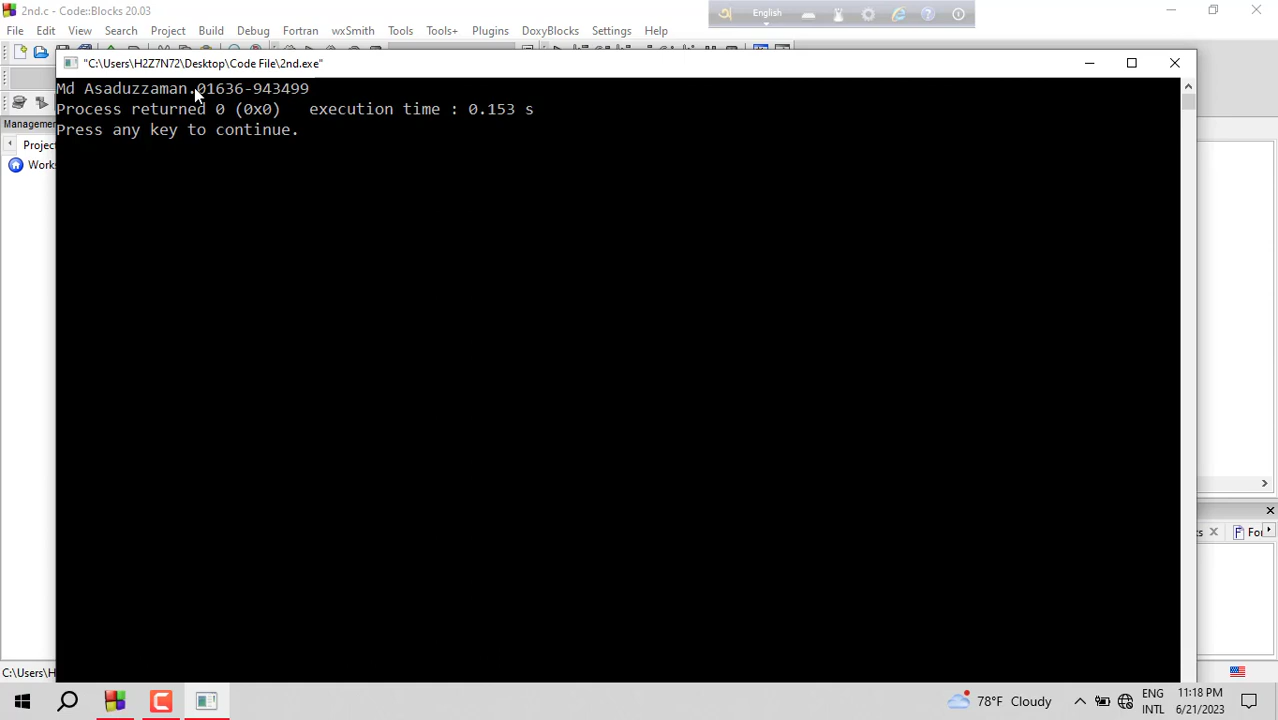 2nd.c - Code::Blocks 20.03
English
File Edit View Search Project Build Debug Fortran wxSmith Tools Tools+ Plugins DoxyBlocks Settings Help
"C:\Users\H2Z7N72\Desktop\Code File\2nd.exe"
Md Asaduzzaman.01636-943499
Process returned 0 (0x0)   execution time : 0.153 s
Press any key to continue.
Management
Projec
Works
C:\Users\H
78°F Cloudy
ENG
INTL
11:18 PM
6/21/2023